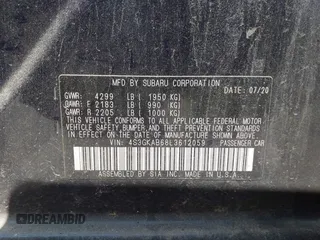 MFD BY SUBARU CORPORATION
DATE: 07/20
GVWR: 4299 LB ( 1950 KG)
GAWR: F 2183 LB ( 990 KG)
GAWR: R 2205 LB ( 1000 KG)
THIS VEHICLE CONFORMS TO ALL APPLICABLE
FEDERAL MOTOR VEHICLE SAFETY, BUMPER,
AND THEFT PREVENTION STANDARDS
IN EFFECT ON THE DATE OF MANUFACTURE
SHOWN ABOVE.
VIN: 4S3GKAB68L3612059 PASSENGER CAR
ASSEMBLED BY SIA INC. MADE IN U.S.A.
DREAMBID